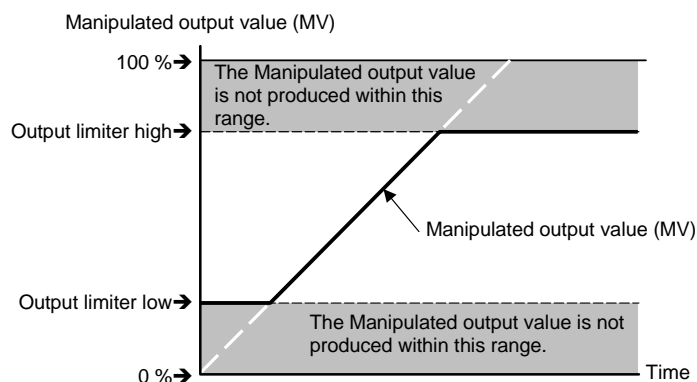 Manipulated output value (MV)
100 %
The Manipulated output value
is not produced within this
range.
Output limiter high
Manipulated output value (MV)
Output limiter low
The Manipulated output value is not
produced within this range.
0 %
Time